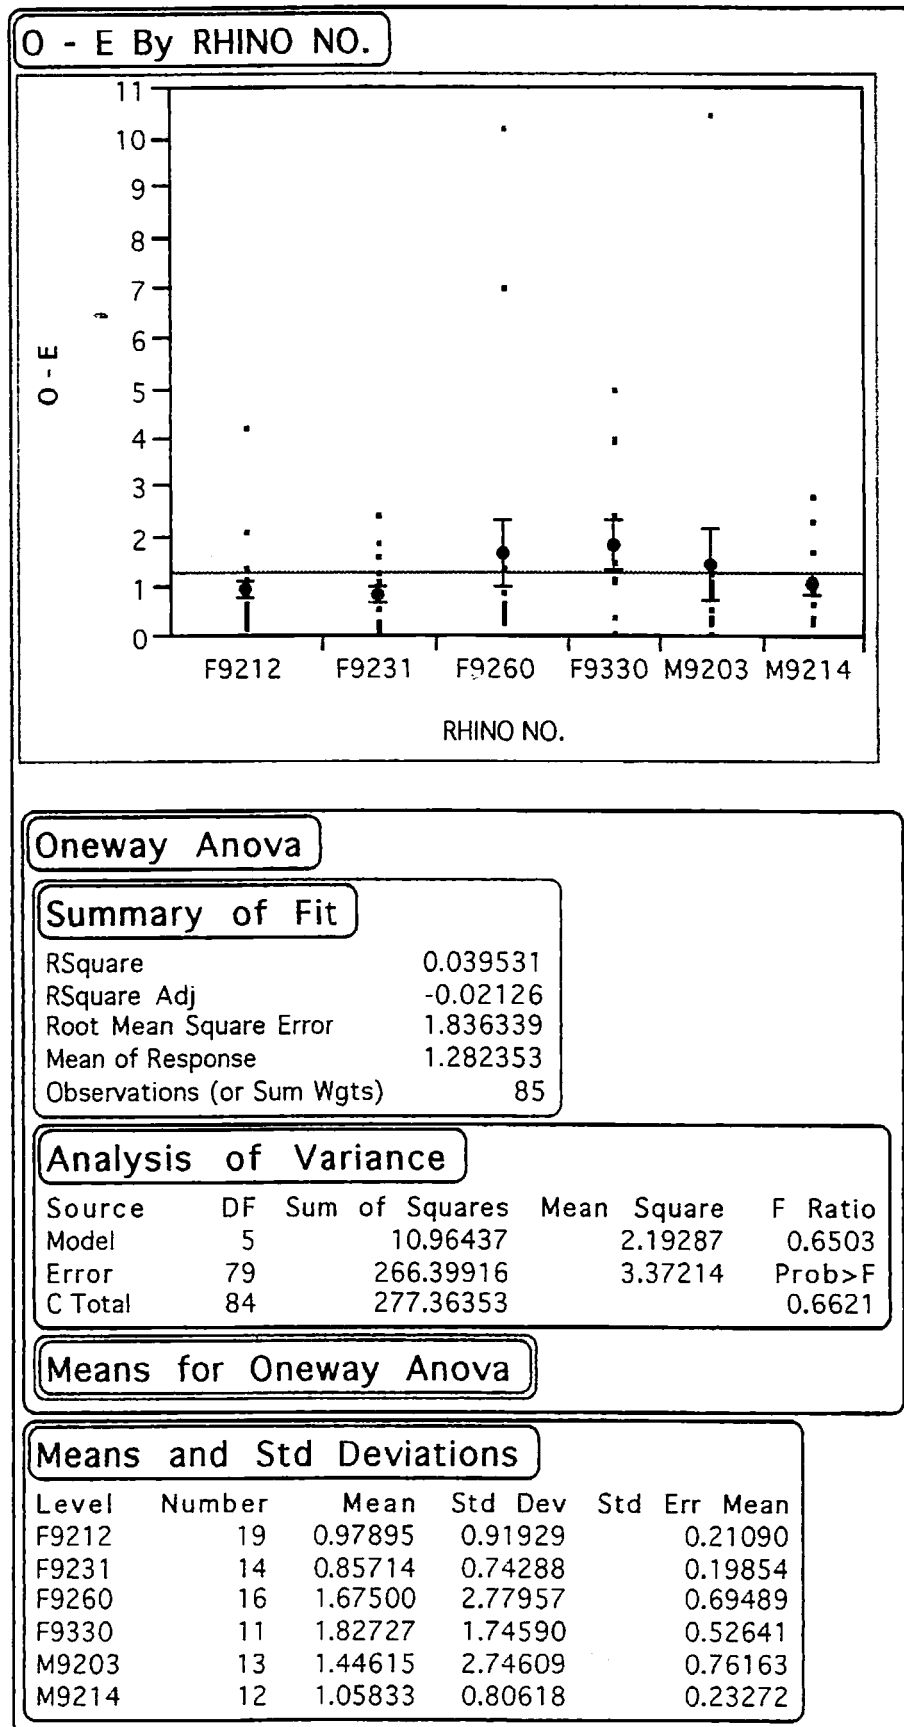 O - E By RHINO NO.
11
10
9
8
7
6
5
4
3
2
1
0
O - E
F9212 F9231 F9260 F9330 M9203 M9214
RHINO NO.
Oneway Anova
Summary of Fit
RSquare 0.039531
RSquare Adj -0.02126
Root Mean Square Error 1.836339
Mean of Response 1.282353
Observations (or Sum Wgts) 85
Analysis of Variance
Source DF Sum of Squares Mean Square F Ratio
Model 5 10.96437 2.19287 0.6503
Error 79 266.39916 3.37214 Prob>F
C Total 84 277.36353 0.6621
Means for Oneway Anova
Means and Std Deviations
Level Number Mean Std Dev Std Err Mean
F9212 19 0.97895 0.91929 0.21090
F9231 14 0.85714 0.74288 0.19854
F9260 16 1.67500 2.77957 0.69489
F9330 11 1.82727 1.74590 0.52641
M9203 13 1.44615 2.74609 0.76163
M9214 12 1.05833 0.80618 0.23272